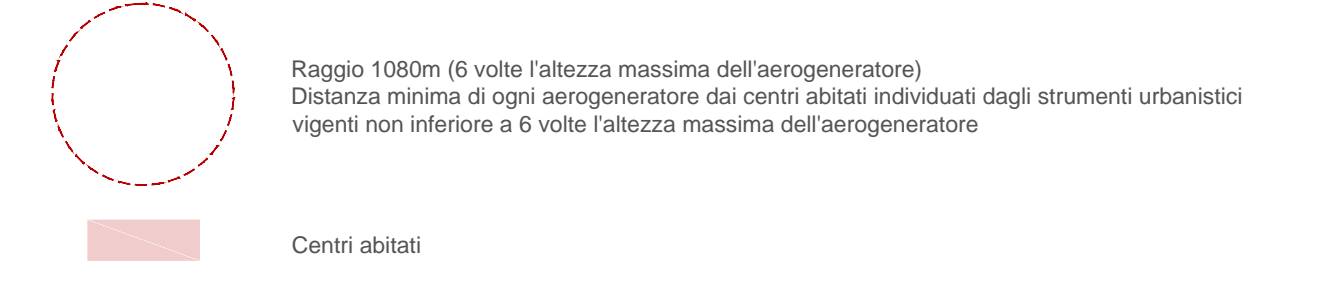 Raggio 1080m (6 volte l'altezza massima dell'aerogeneratore)
Distanza minima di ogni aerogeneratore dai centri abitati individuati dagli strumenti urbanistici
vigenti non inferiore a 6 volte l'altezza massima dell'aerogeneratore
Centri abitati